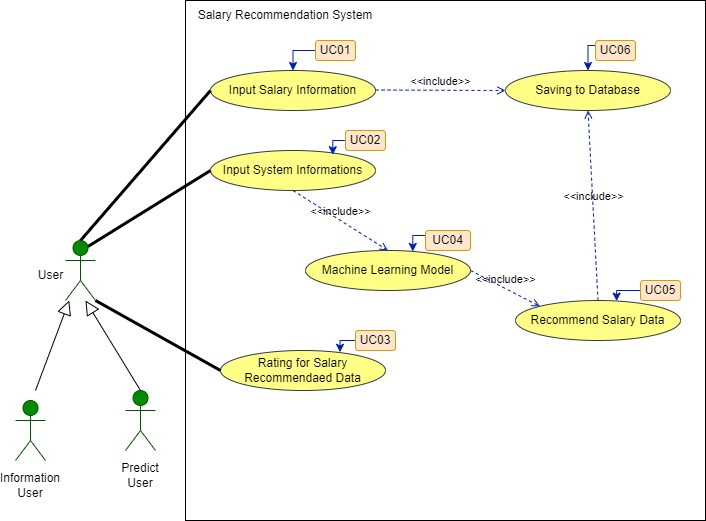 Salary Recommendation System
UC01
UC06
<<include>>
Input Salary Information
Saving to Database
UC02
Input System Informations
<<include>>
<<include>>
UC04
User
Machine Learning Model
<<include>>
UC05
Recommend Salary Data
UC03
Rating for Salary
Recommendaed Data
Information
User
Predict
User